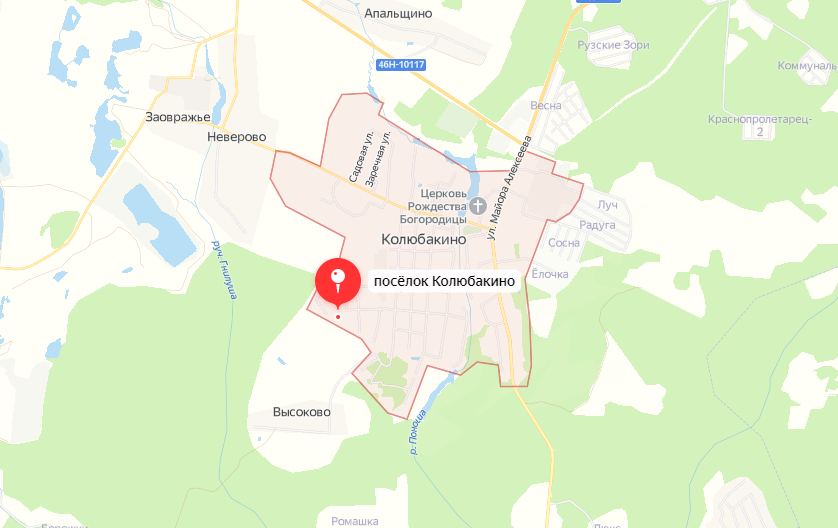 Апальщино
Рузские Зори
46Н-10117
Коммуналь
Весна
Заовражье
Краснопролетарец-
2
Неверово
Садовая ул.
Заречная ул.
ул. Майора Алексеева
Церковь
Рождества
Богородицы
Луч
Радуга
Колюбакино
Сосна
руч. Гнилуша
Ёлочка
посёлок Колюбакино
Высоково
р. Поноша
Ромашка